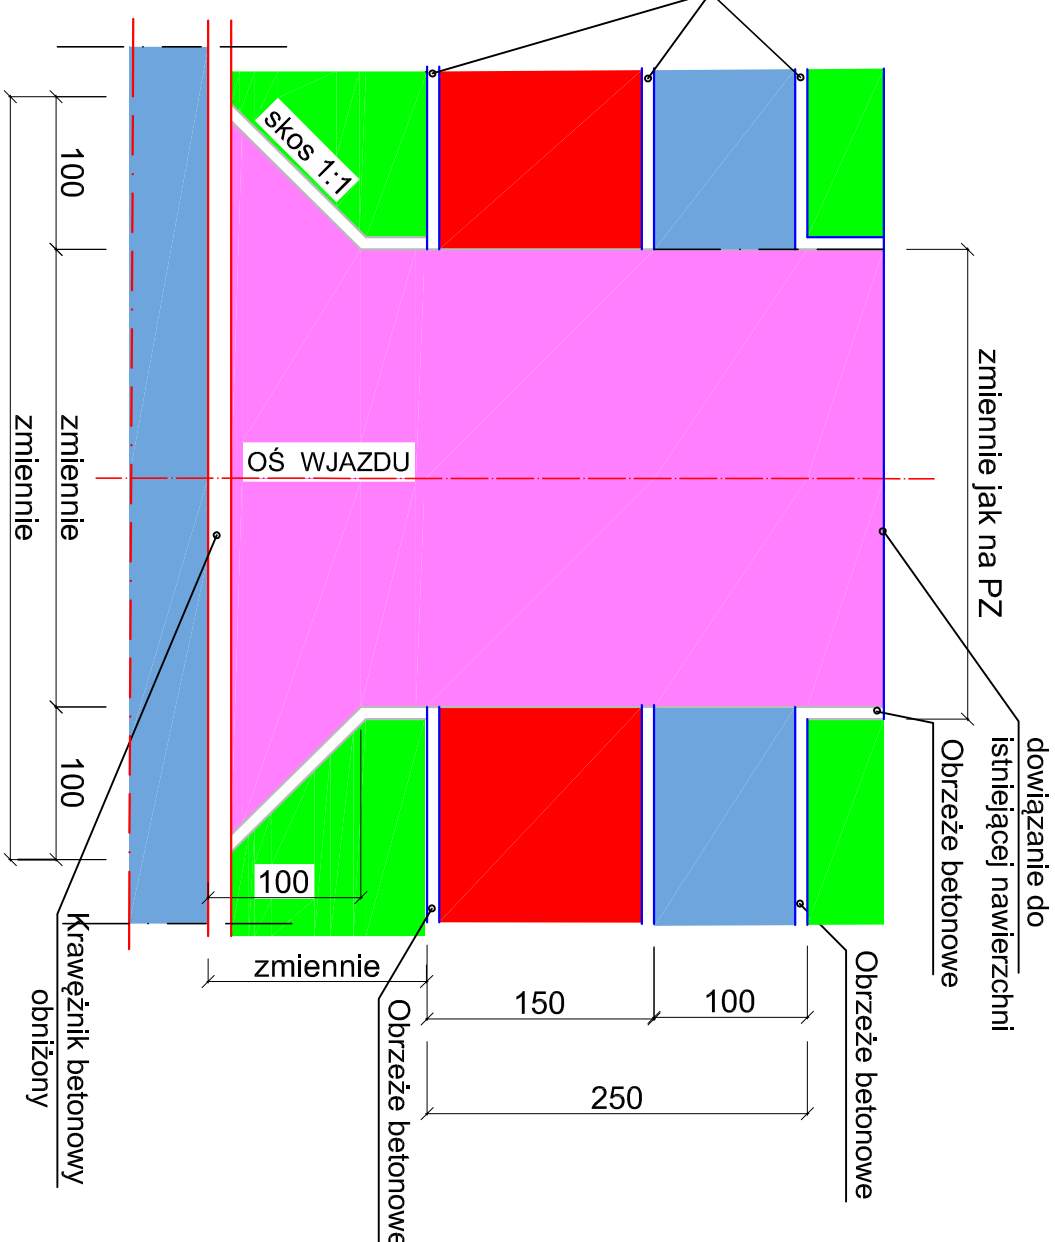 skos 1:1
100
zmiennie
zmiennie
100
OŚ WJAZDU
zmiennie jak na PZ
dowiązanie do
istniejącej nawierzchni
Obrzeże betonowe
Obrzeże betonowe
Obrzeże betonowe
Krawężnik betonowy
obniżony
100
zmiennie
150
100
250